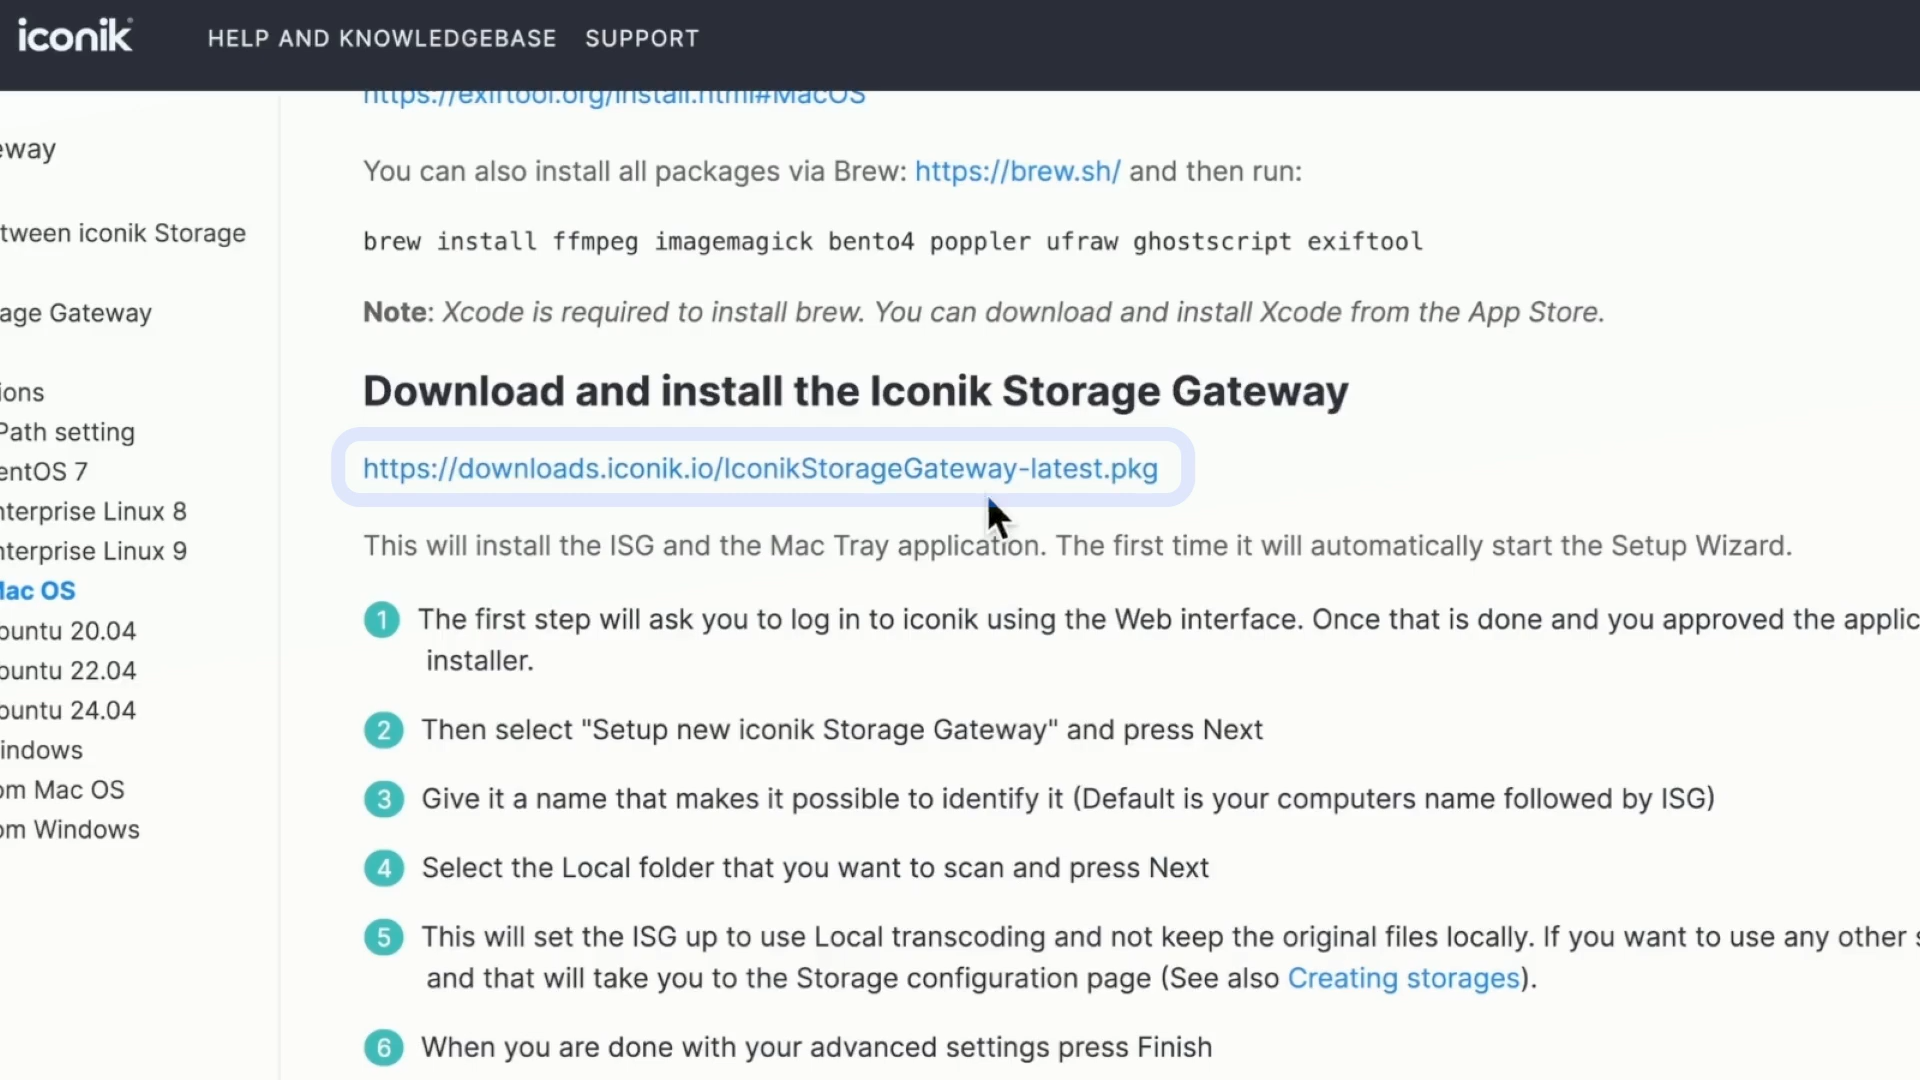 iconik HELP AND KNOWLEDGEBASE SUPPORT
https://exiftool.org/install.html#MacOS
You can also install all packages via Brew: https://brew.sh/ and then run:
brew install ffmpeg imagemagick bento4 poppler ufraw ghostscript exiftool
Note: Xcode is required to install brew. You can download and install Xcode from the App Store.
Download and install the Iconik Storage Gateway
https://downloads.iconik.io/IconikStorageGateway-latest.pkg
This will install the ISG and the Mac Tray application. The first time it will automatically start the Setup Wizard.
1 The first step will ask you to log in to iconik using the Web interface. Once that is done and you approved the applic
installer.
2 Then select "Setup new iconik Storage Gateway" and press Next
3 Give it a name that makes it possible to identify it (Default is your computers name followed by ISG)
4 Select the Local folder that you want to scan and press Next
5 This will set the ISG up to use Local transcoding and not keep the original files locally. If you want to use any other s
and that will take you to the Storage configuration page (See also Creating storages).
6 When you are done with your advanced settings press Finish
eway
tween iconik Storage
age Gateway
ions
Path setting
entOS 7
nterprise Linux 8
nterprise Linux 9
Mac OS
buntu 20.04
buntu 22.04
buntu 24.04
indows
om Mac OS
om Windows